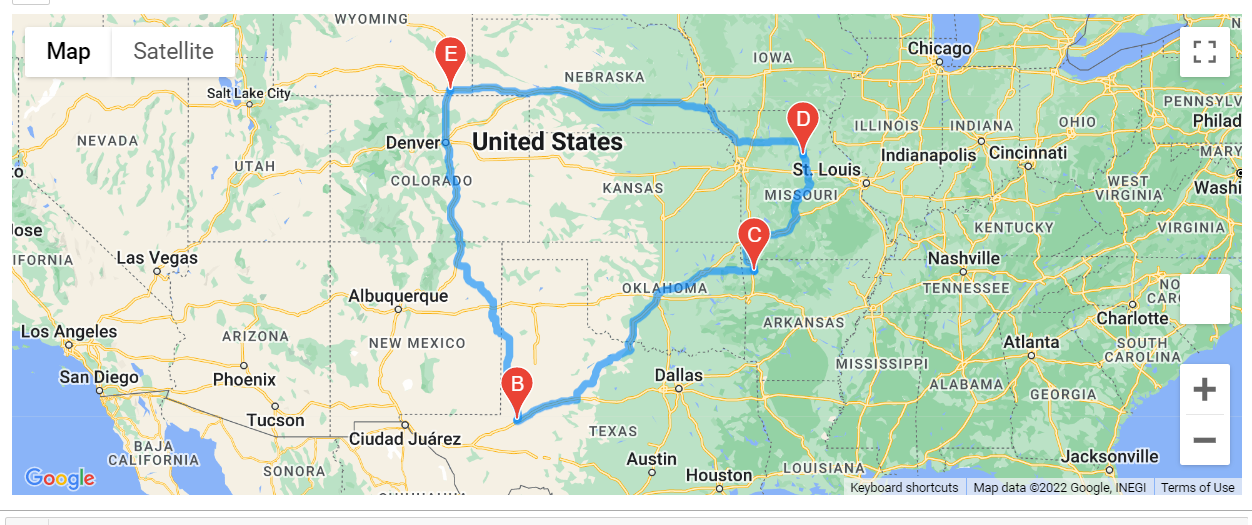 WYOMING
Map
Satellite
E
IOWA
Chicago
NEBRASKA
Salt Lake City
PENNSYLV
D
NEVADA
Denver
United States
ILLINOIS
INDIANA
OHIO
Philad
UTAH
Indianapolis
Cincinnati
MARY
to
COLORADO
KANSAS
St. Louis
MISSOURI
WEST
VIRGINIA
Washi
Jose
IFORNIA
Las Vegas
C
KENTUCKY
VIRGINIA
Nashville
Albuquerque
OKLAHOMA
TENNESSEE
NO
CARO
Charlotte
Los Angeles
ARIZONA
NEW MEXICO
ARKANSAS
Atlanta
SOUTH
CAROLINA
San Diego
Phoenix
B
Dallas
MISSISSIPPI
ALABAMA
GEORGIA
Tucson
Ciudad Juárez
TEXAS
BAJA
CALIFORNIA
SONORA
Austin
Houston
LOUISIANA
Jacksonville
Google
CHIHUAHUA
Keyboard shortcuts
Map data ©2022 Google, INEGI
Terms of Use